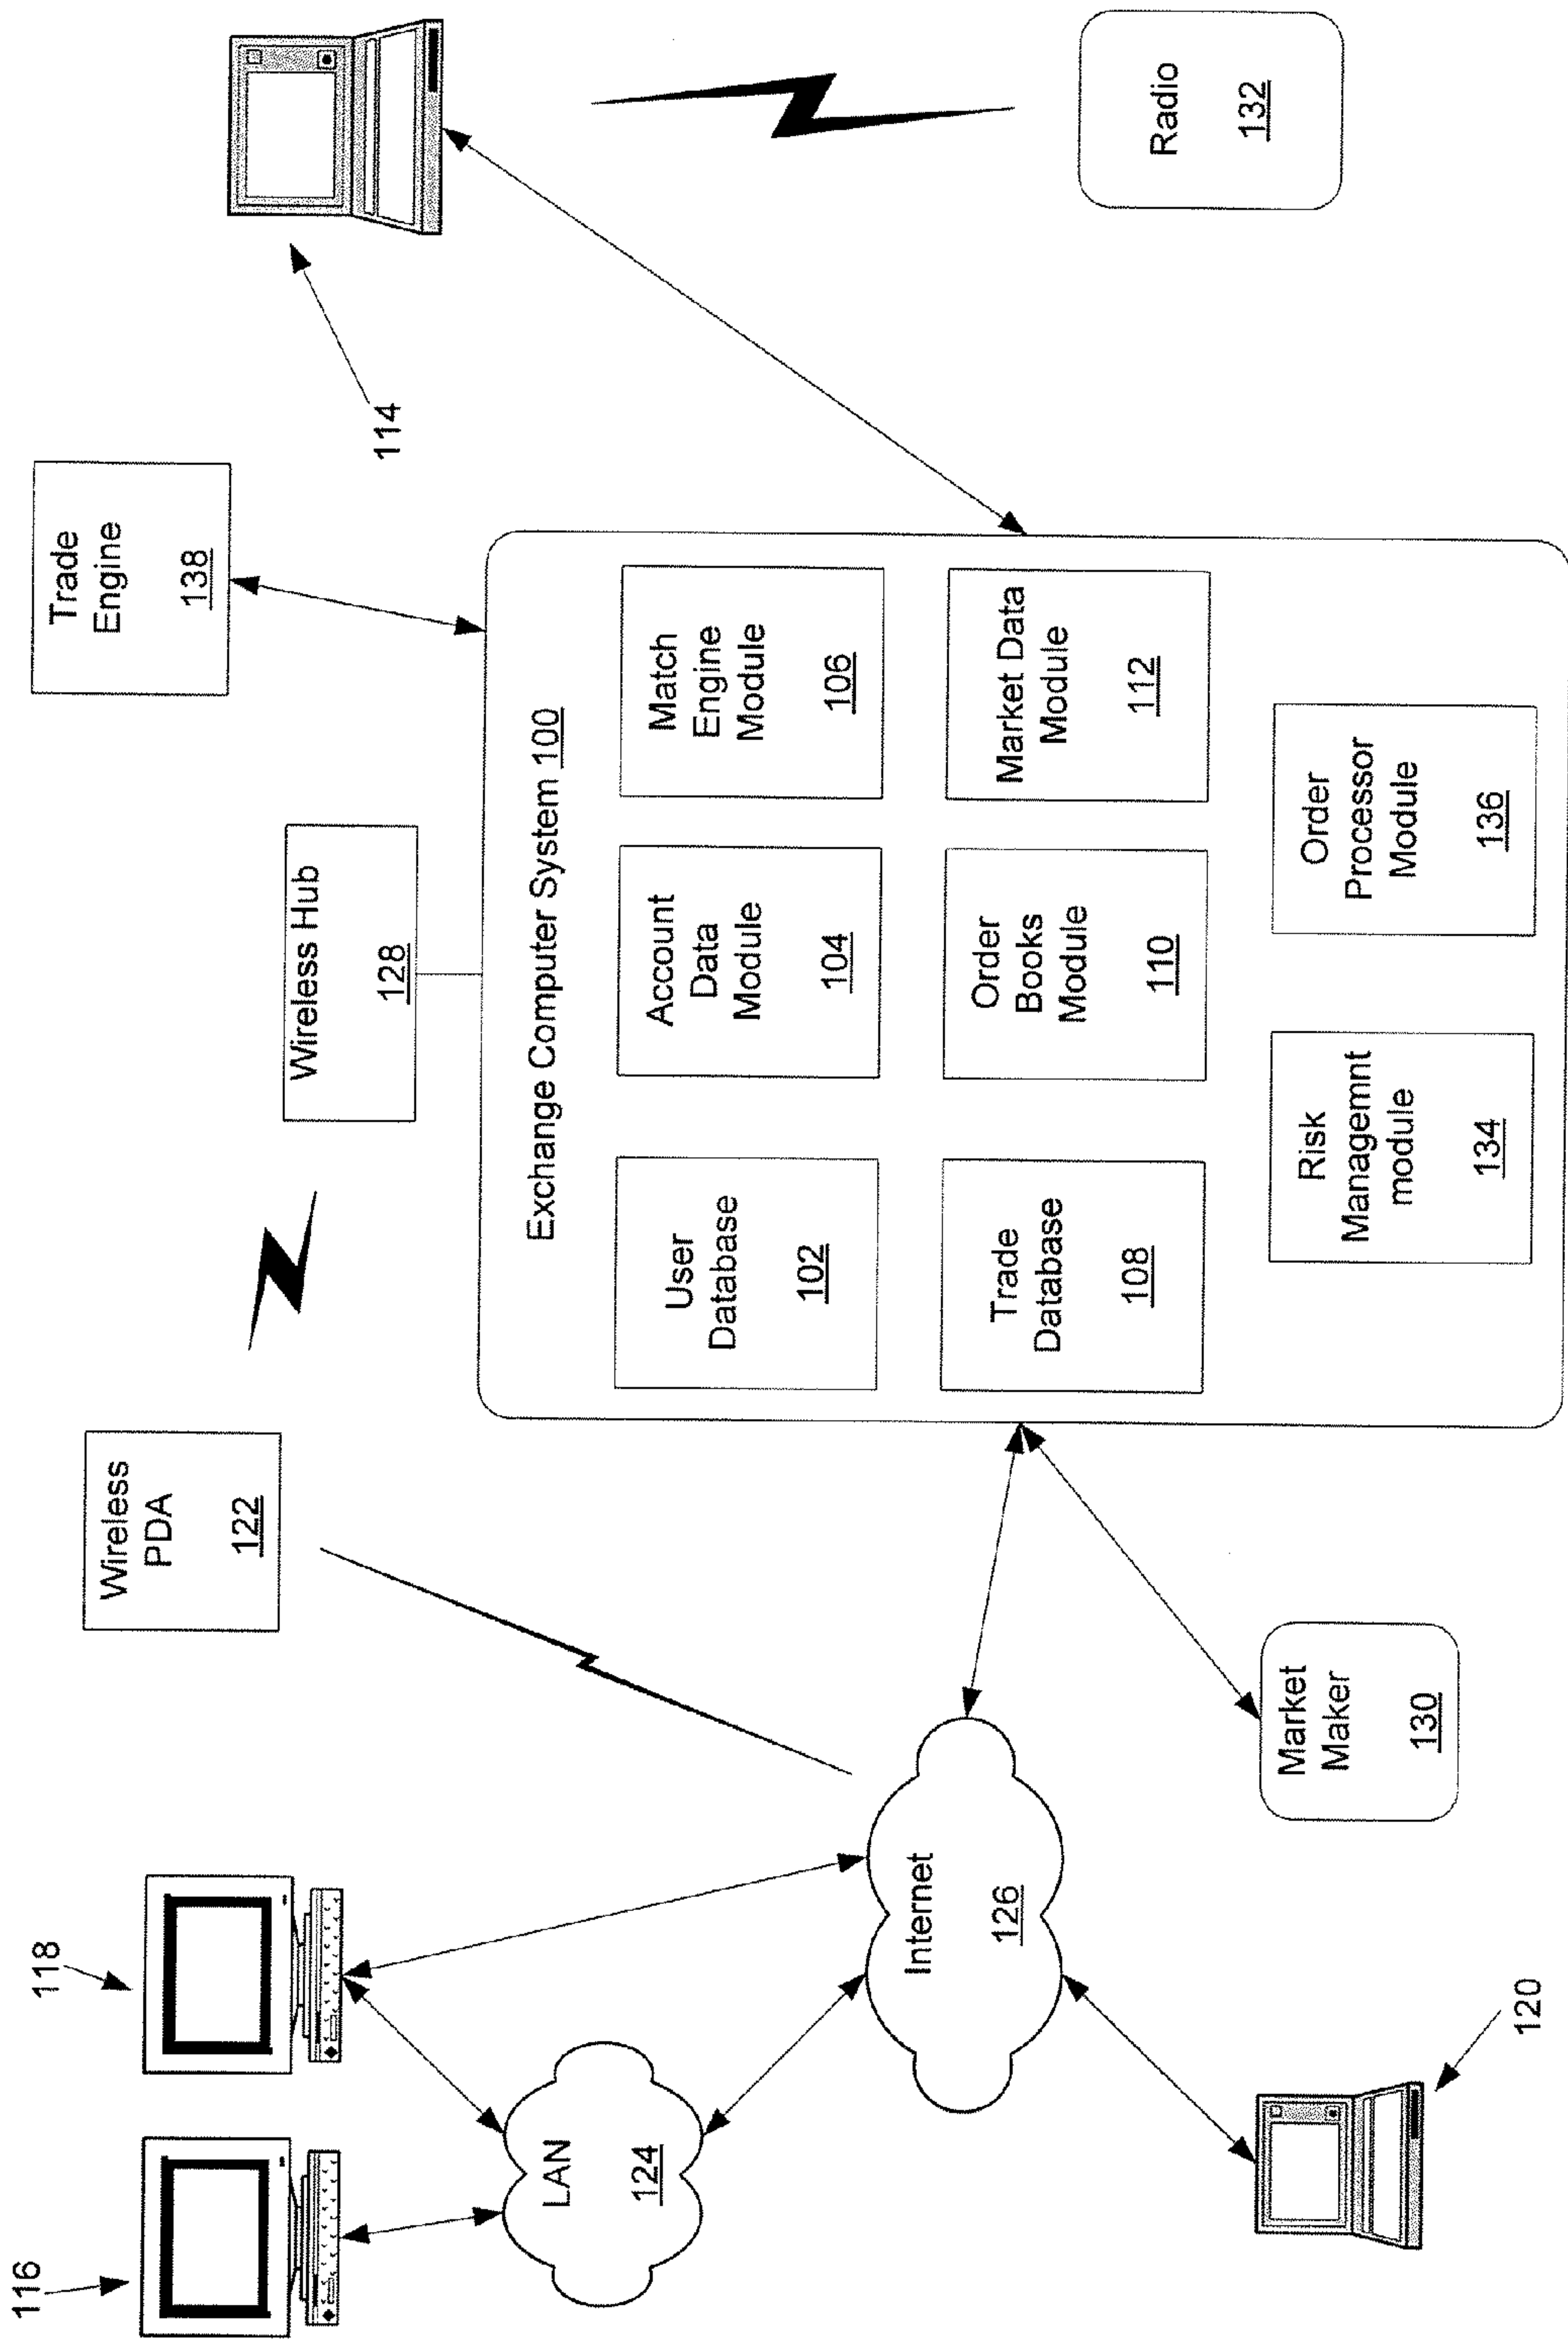 116
118
Wireless
PDA
122
Wireless Hub
128
Trade
Engine
138
114
LAN
124
Internet
126
120
Market
Maker
130
Exchange Computer System 100
User
Database
102
Account
Data
Module
104
Match
Engine
Module
106
Trade
Database
108
Order
Books
Module
110
Market Data
Module
112
Risk
Managemnt
module
134
Order
Processor
Module
136
Radio
132